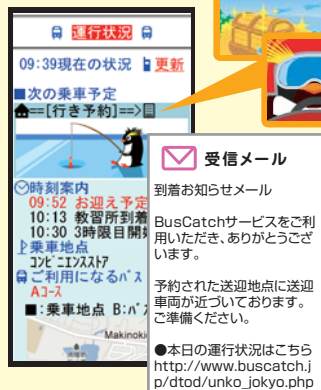 運行状況
09:39現在の状況 更新
■次の乗車予定
==[行き予約]==>
時刻案内
09:52 お迎え予定
10:13 教習所到着
10:30 3時限目開始
乗車地点
コンビニエンスストア
ご利用になるバス
Aコース
■:乗車地点 B:バス
Makinoki
受信メール
到着お知らせメール
BusCatchサービスをご利
用いただき、ありがとうござ
います。
予約された送迎地点に送迎
車両が近づいております。
ご準備ください。
●本日の運行状況はこちら
http://www.buscatch.j
p/dtod/unko_jokyo.php